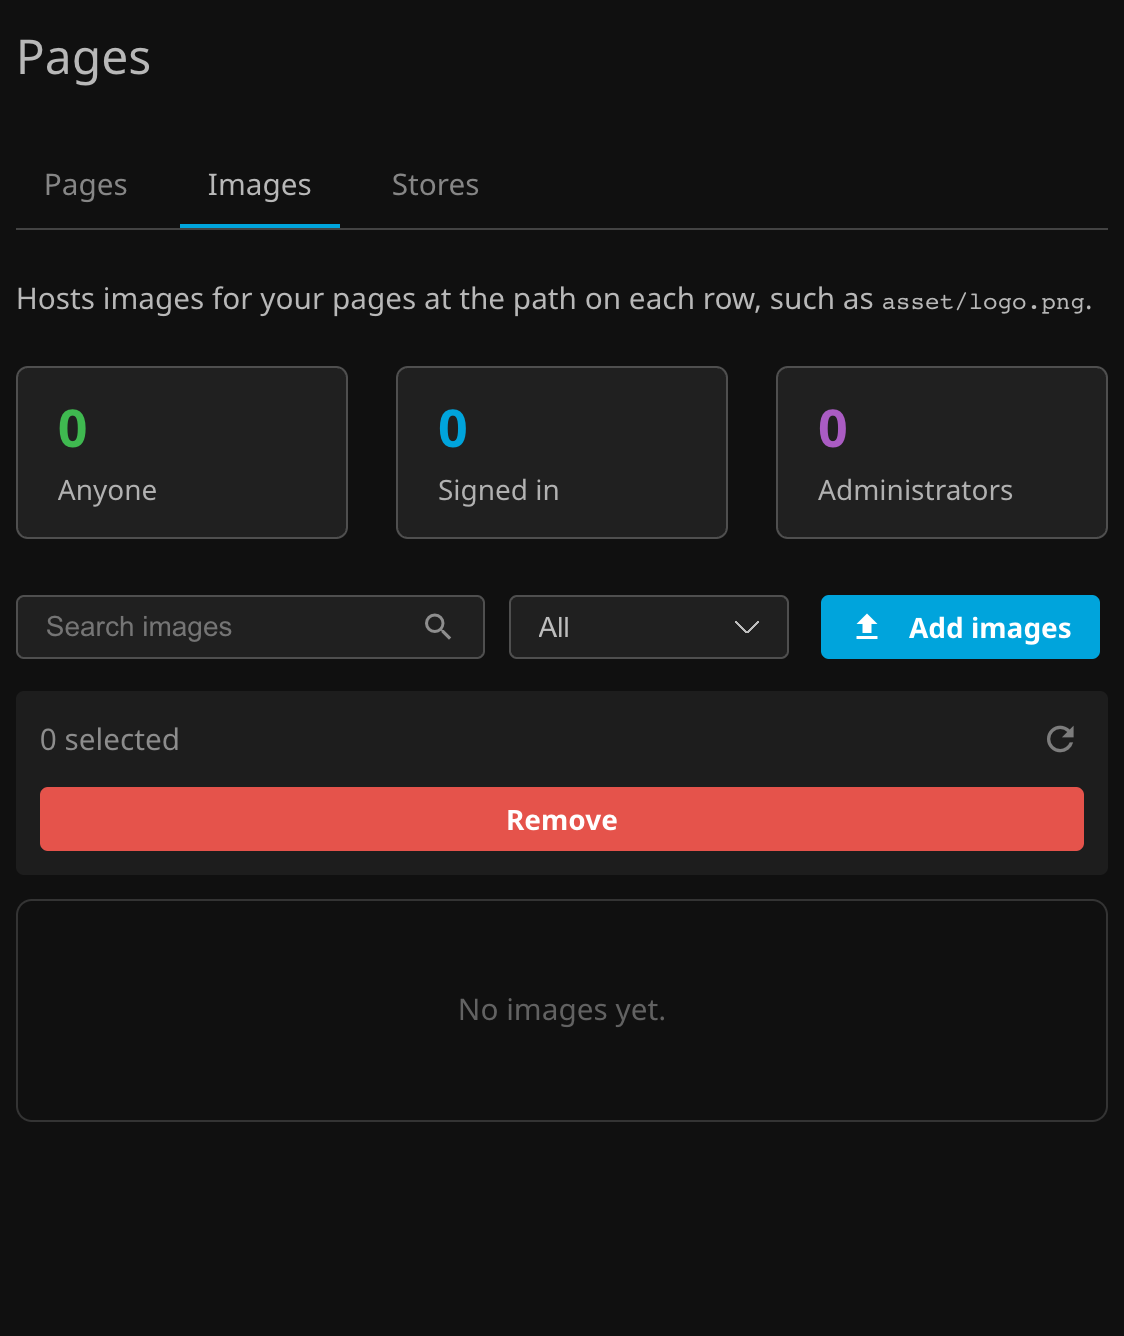 Pages
Pages Images Stores
Hosts images for your pages at the path on each row, such as asset/logo.png.
0 0 0
Anyone Signed in Administrators
Search images All Add images
0 selected
Remove
No images yet.